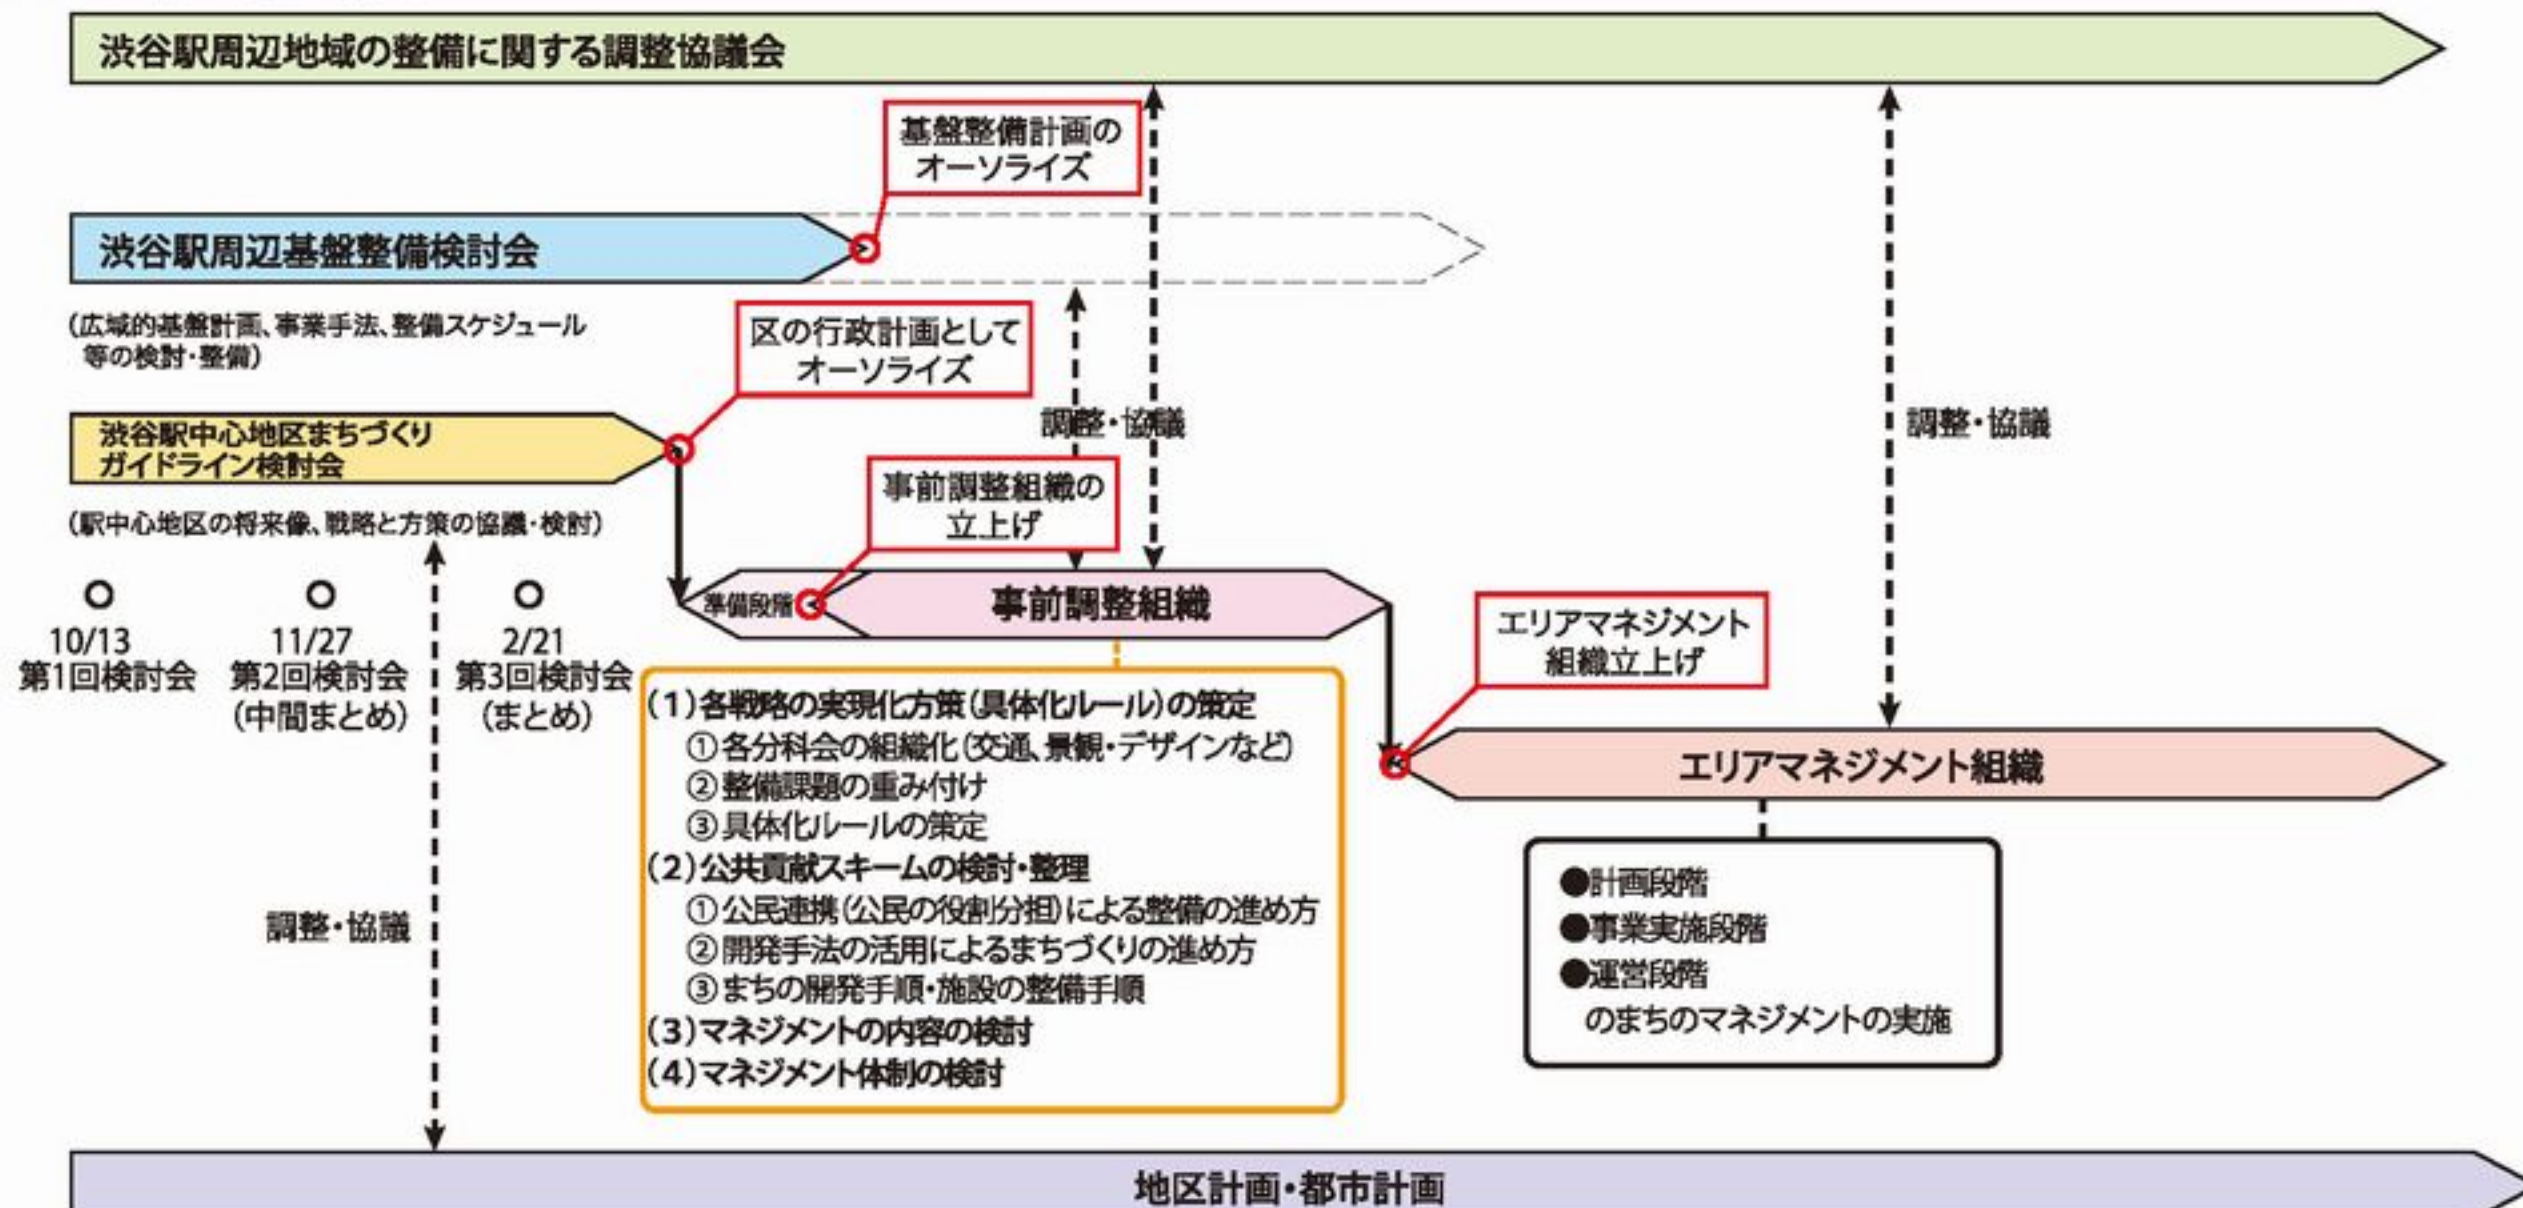 渋谷駅周辺地域の整備に関する調整協議会
基盤整備計画の
オーソライズ
渋谷駅周辺基盤整備検討会
(広域的基盤計画、事業手法、整備スケジュール
等の検討・整備)
区の行政計画として
オーソライズ
渋谷駅中心地区まちづくり
ガイドライン検討会
(駅中心地区の将来像、戦略と方策の協議・検討)
調整・協議
調整・協議
事前調整組織の
立上げ
準備段階
事前調整組織
10/13
第1回検討会
11/27
第2回検討会
(中間まとめ)
2/21
第3回検討会
(まとめ)
エリアマネジメント
組織立上げ
(1)各戦略の実現化方策(具体化ルール)の策定
①各分科会の組織化(交通、景観・デザインなど)
②整備課題の重み付け
③具体化ルールの策定
(2)公共貢献スキームの検討・整理
①公民連携(公民の役割分担)による整備の進め方
②開発手法の活用によるまちづくりの進め方
③まちの開発手順・施設の整備手順
(3)マネジメントの内容の検討
(4)マネジメント体制の検討
エリアマネジメント組織
●計画段階
●事業実施段階
●運営段階
のまちのマネジメントの実施
調整・協議
地区計画・都市計画